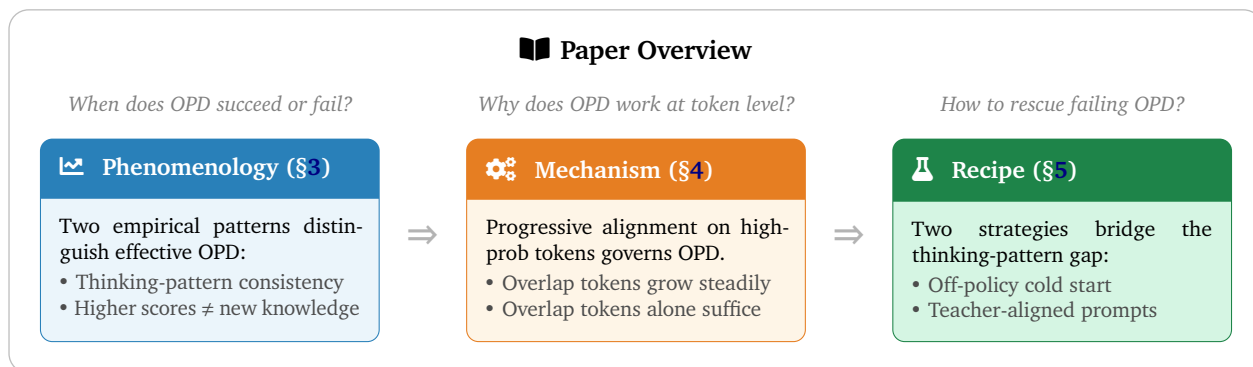 Paper Overview
When does OPD succeed or fail?
Why does OPD work at token level?
How to rescue failing OPD?
Phenomenology (§3)
Two empirical patterns distin-
guish effective OPD:
• Thinking-pattern consistency
• Higher scores ≠ new knowledge
⇒
Mechanism (§4)
Progressive alignment on high-
prob tokens governs OPD.
• Overlap tokens grow steadily
• Overlap tokens alone suffice
⇒
Recipe (§5)
Two strategies bridge the
thinking-pattern gap:
• Off-policy cold start
• Teacher-aligned prompts